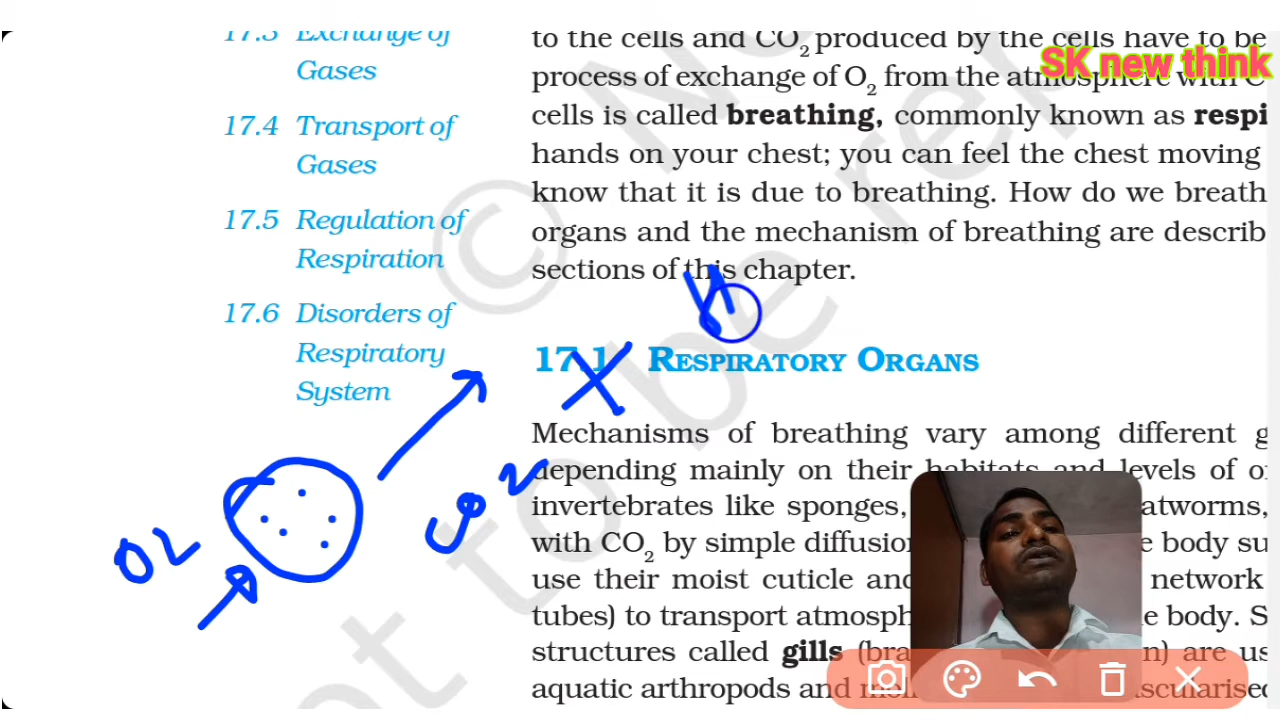 17.3 Exchange of
Gases
17.4 Transport of
Gases
17.5 Regulation of
Respiration
17.6 Disorders of
Respiratory
System
to the cells and CO2 produced by the cells have to be
SK new think
process of exchange of O2 from the atmosphere with C
cells is called breathing, commonly known as respi
hands on your chest; you can feel the chest moving
know that it is due to breathing. How do we breath
organs and the mechanism of breathing are describ
sections of this chapter.
17.1 RESPIRATORY ORGANS
Mechanisms of breathing vary among different g
depending mainly on their habitats and levels of o
invertebrates like sponges, atworms,
with CO2 by simple diffusion e body su
use their moist cuticle and network
tubes) to transport atmosph e body. S
structures called gills (bra n) are us
aquatic arthropods and mol scularised
O2
CO2
© N
t to be rep